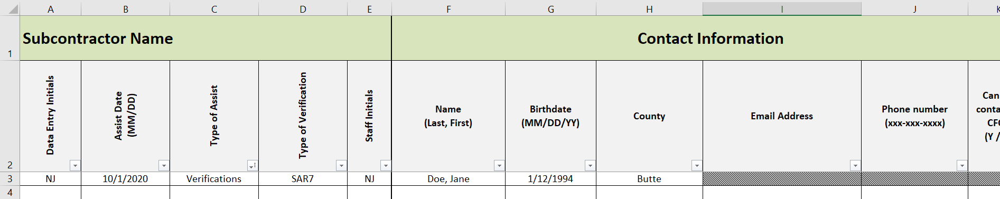 A B C D E F G H I J K
1 Subcontractor Name Contact Information
2
Data Entry Initials
Assist Date
(MM/DD)
Type of Assist
Type of Verification
Staff Initials
Name
(Last, First)
Birthdate
(MM/DD/YY)
County
Email Address
Phone number
(xxx-xxx-xxxx)
Can
conta
CF
(Y /
3 NJ 10/1/2020 Verifications SAR7 NJ Doe, Jane 1/12/1994 Butte
4